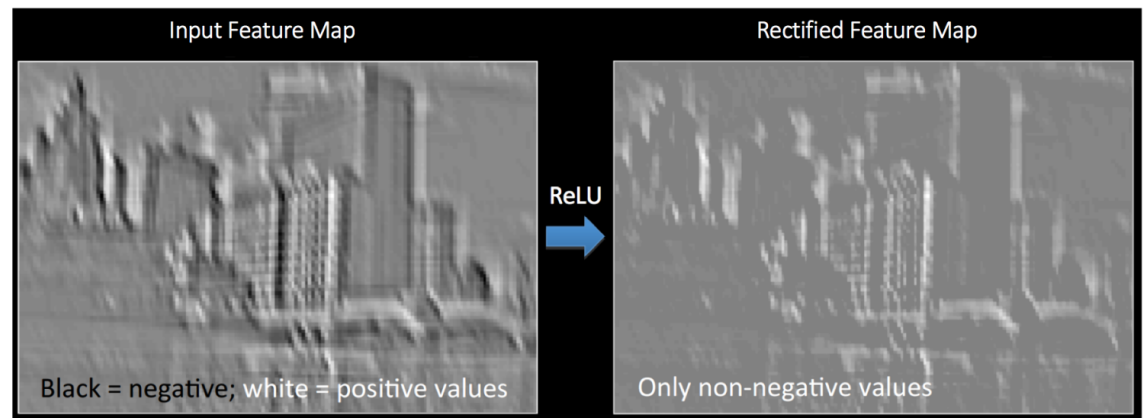 Input Feature Map
Rectified Feature Map
ReLU
Black = negative; white = positive values
Only non-negative values